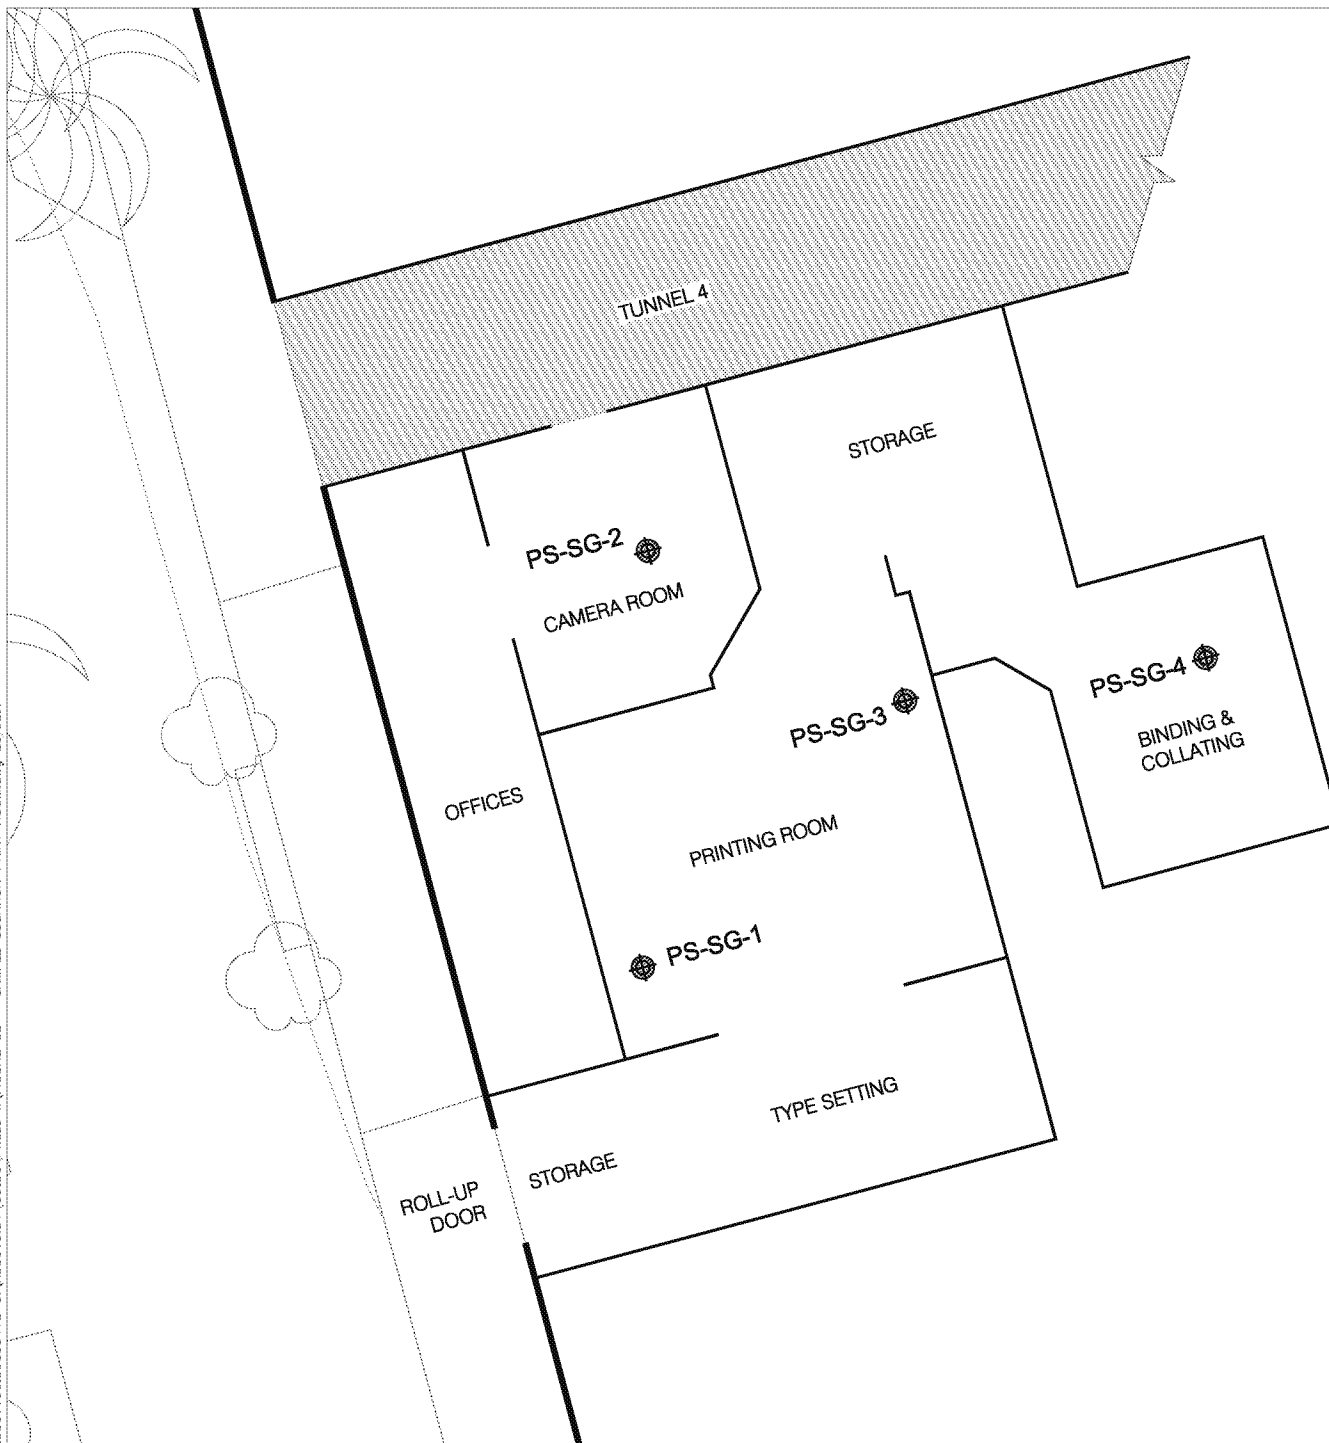 TUNNEL 4
STORAGE
PS-SG-2
CAMERA ROOM
PS-SG-4
PS-SG-3
BINDING &
COLLATING
OFFICES
PRINTING ROOM
PS-SG-1
TYPE SETTING
STORAGE
ROLL-UP
DOOR